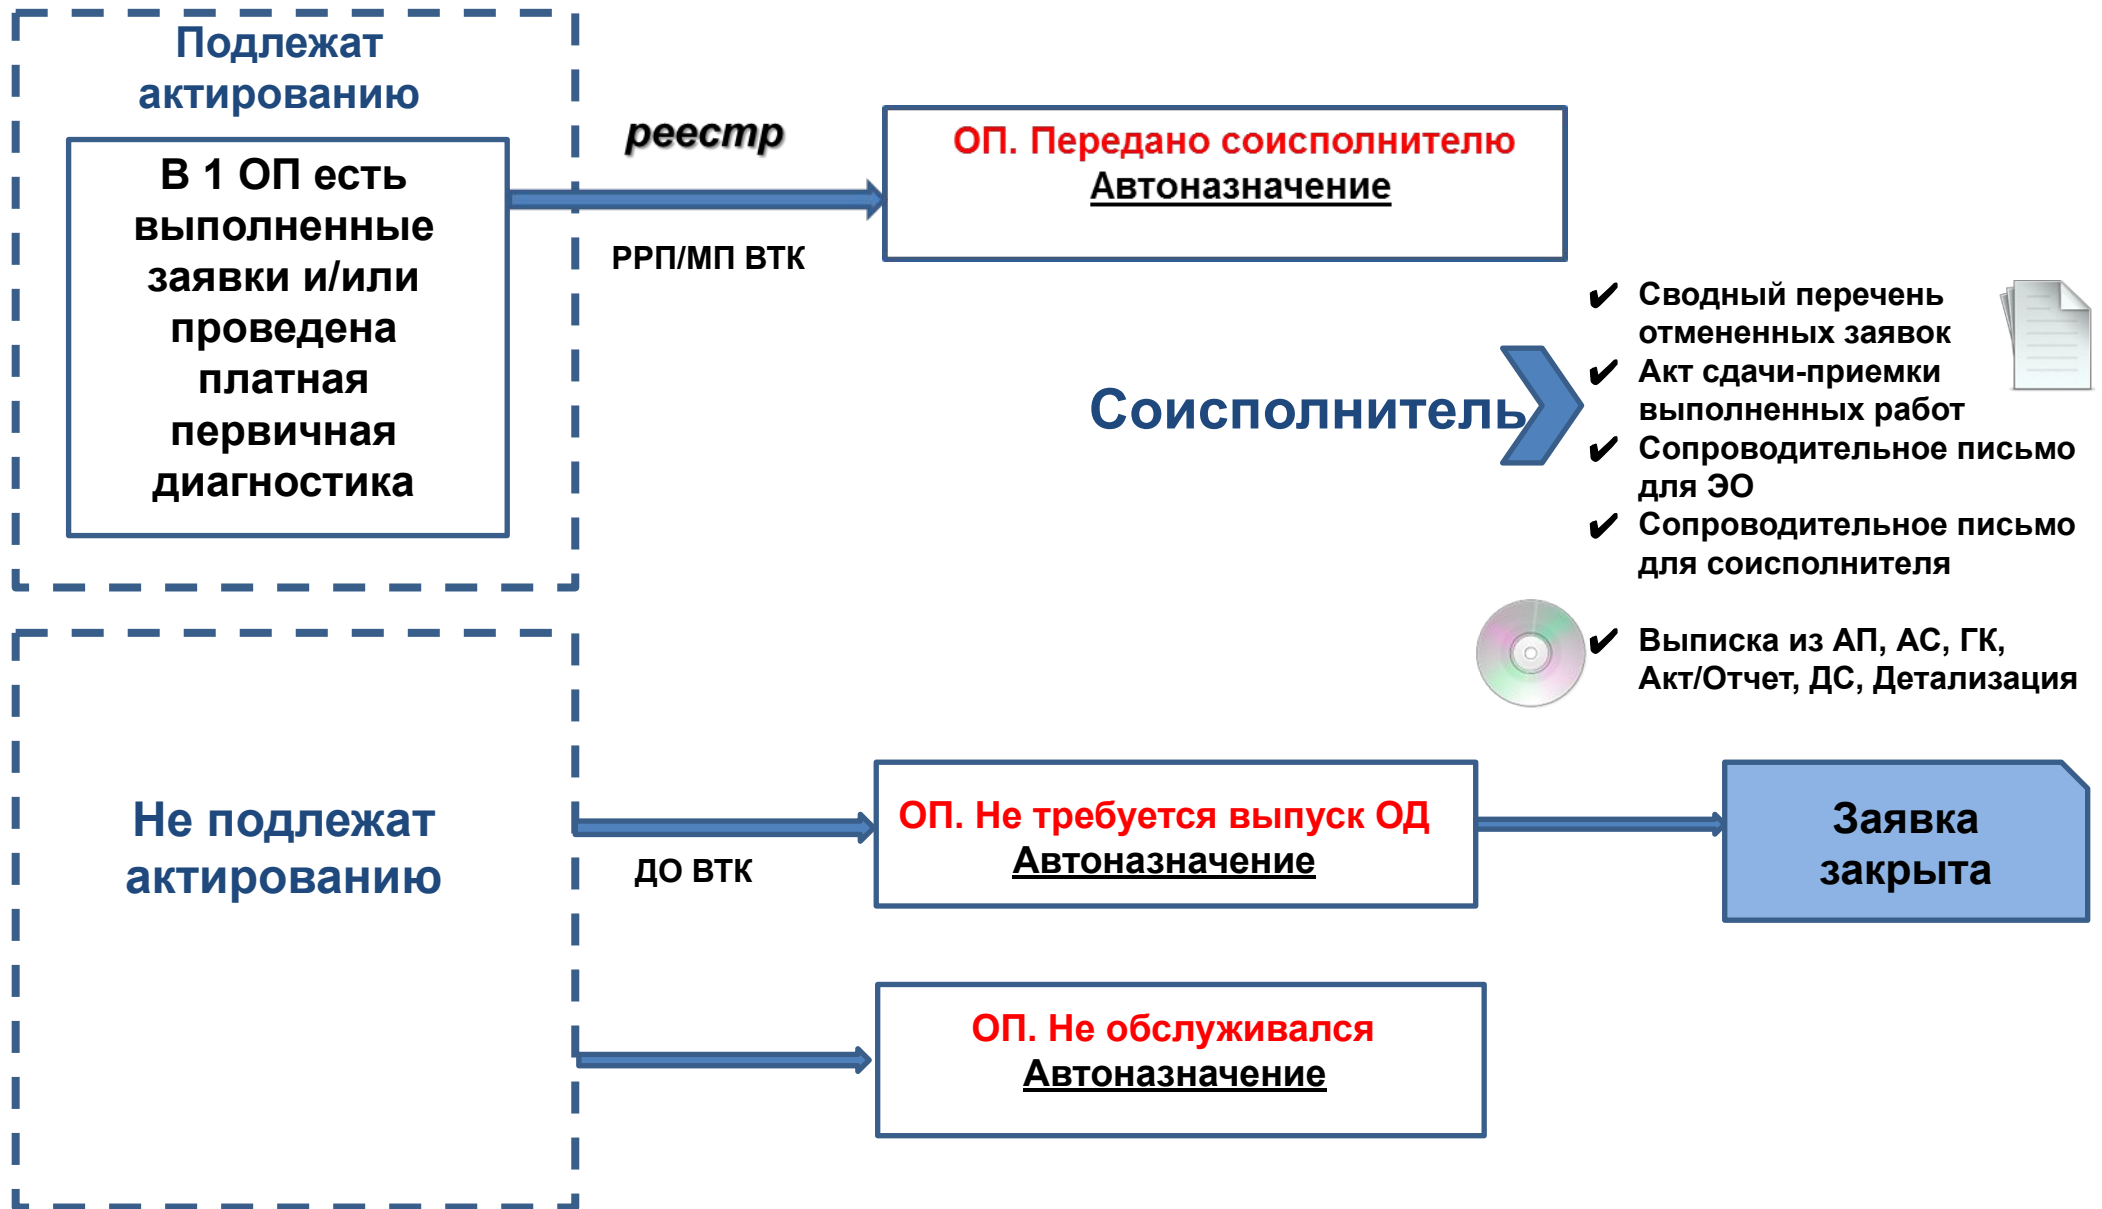 Подлежат
актированию
В 1 ОП есть
выполненные
заявки и/или
проведена
платная
первичная
диагностика
реестр
РРП/МП ВТК
ОП. Передано соисполнителю
Автоназначение
Соисполнитель
✔ Сводный перечень
отмененных заявок
✔ Акт сдачи-приемки
выполненных работ
✔ Сопроводительное письмо
для ЭО
✔ Сопроводительное письмо
для соисполнителя
✔ Выписка из АП, АС, ГК,
Акт/Отчет, ДС, Детализация
Не подлежат
актированию
ДО ВТК
ОП. Не требуется выпуск ОД
Автоназначение
Заявка
закрыта
ОП. Не обслуживался
Автоназначение